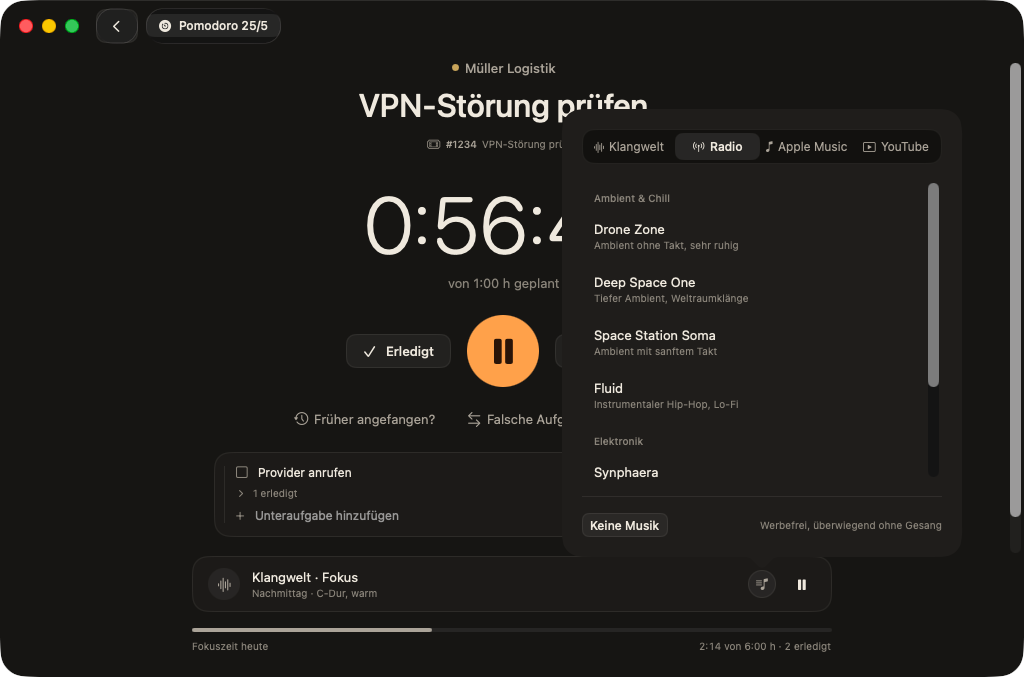 Pomodoro 25/5
Müller Logistik
VPN-Störung prüfen
#1234 VPN-Störung
0:56:
von 1:00 h geplant
Erledigt
Früher angefangen?
Falsche
Provider anrufen
1 erledigt
Unteraufgabe hinzufügen
Klangwelt
Radio
Apple Music
YouTube
Ambient & Chill
Drone Zone
Ambient ohne Takt, sehr ruhig
Deep Space One
Tiefer Ambient, Weltraumklänge
Space Station Soma
Ambient mit sanftem Takt
Fluid
Instrumentaler Hip-Hop, Lo-Fi
Elektronik
Synphaera
Keine Musik
Werbefrei, überwiegend ohne Gesang
Klangwelt · Fokus
Nachmittag · C-Dur, warm
Fokuszeit heute
2:14 von 6:00 h · 2 erledigt